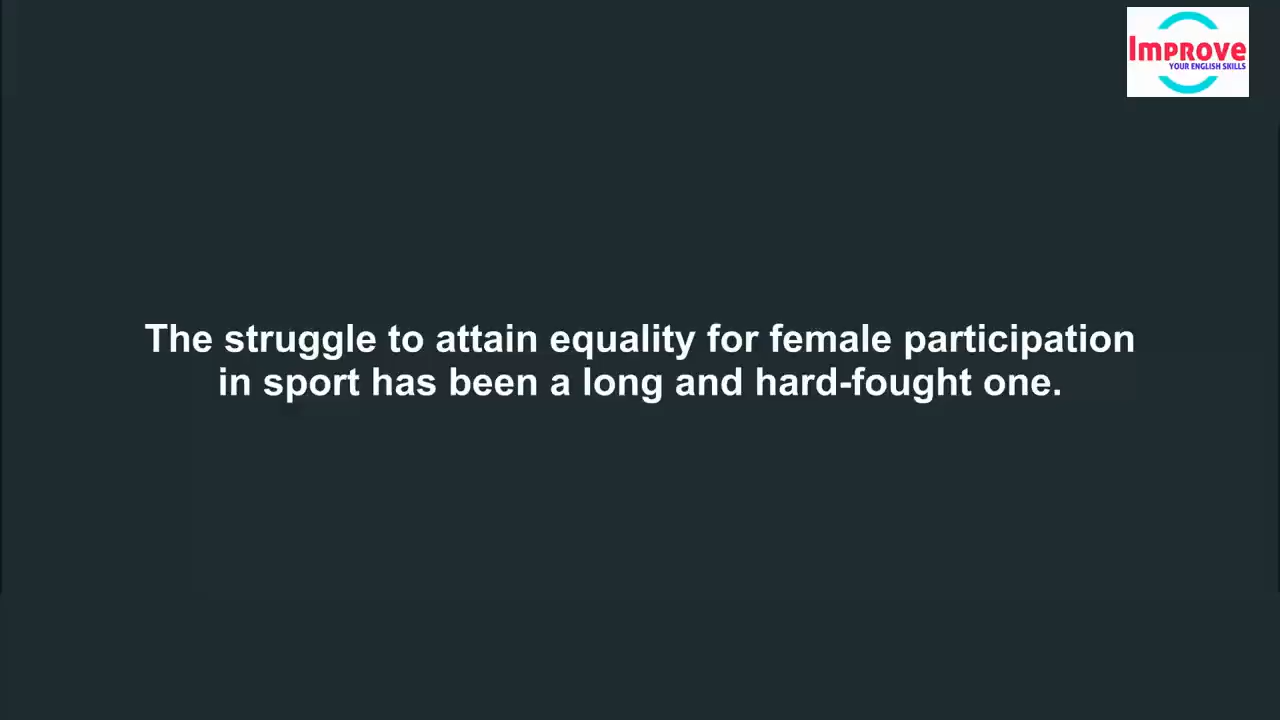 Improve
YOUR ENGLISH SKILLS
The struggle to attain equality for female participation
in sport has been a long and hard-fought one.